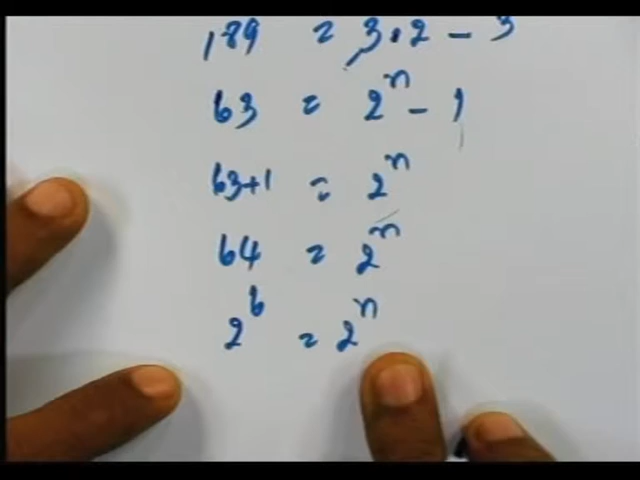 189 = 3.2 - 3
63 = 2^n - 1
63+1 = 2^n
64 = 2^n
2^6 = 2^n